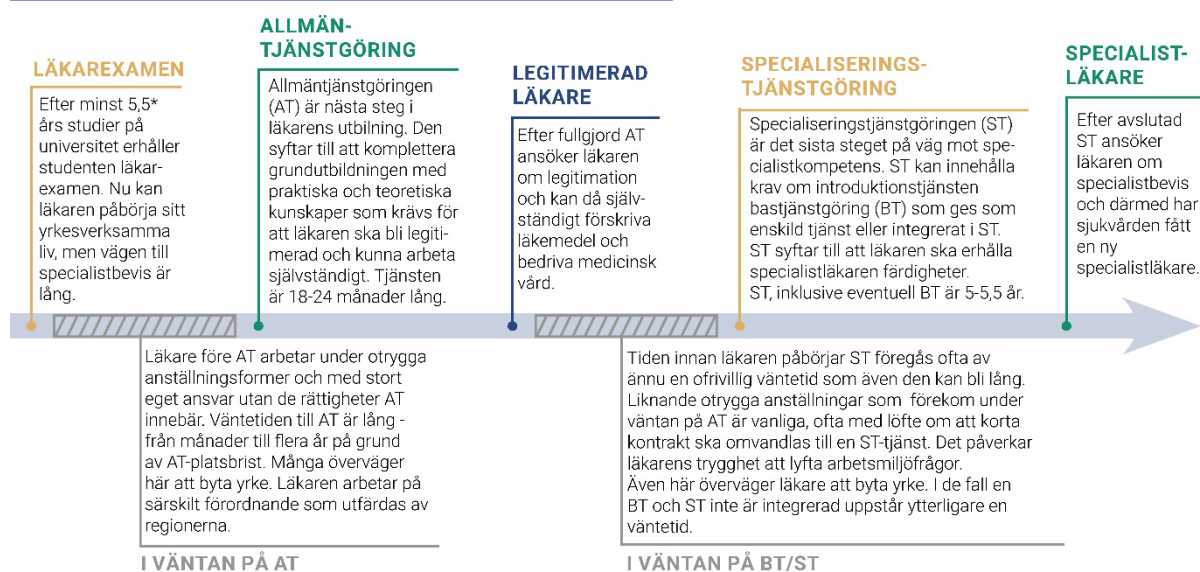 LÄKAREXAMEN
Efter minst 5,5*
års studier på
universitet erhåller
studenten läkar-
examen. Nu kan
läkaren påbörja sitt
yrkesverksamma
liv, men vägen till
specialistbevis är
lång.
ALLMÄN-
TJÄNSTGÖRING
Allmäntjänstgöringen
(AT) är nästa steg i
läkarens utbilning. Den
syftar till att komplettera
grundutbildningen med
praktiska och teoretiska
kunskaper som krävs för
att läkaren ska bli legiti-
merad och kunna arbeta
självständigt. Tjänsten
är 18-24 månader lång.
LEGITIMERAD
LÄKARE
Efter fullgjord AT
ansöker läkaren
om legitimation
och kan då själv-
ständigt förskriva
läkemedel och
bedriva medicinsk
vård.
SPECIALISERINGS-
TJÄNSTGÖRING
Specialiseringstjänstgöringen (ST)
är det sista steget på väg mot spe-
cialistkompetens. ST kan innehålla
krav om introduktionstjänsten
bastjänstgöring (BT) som ges som
enskild tjänst eller integrerat i ST.
ST syftar till att läkaren ska erhålla
specialistläkaren färdigheter.
ST, inklusive eventuell BT är 5-5,5 år.
SPECIALIST-
LÄKARE
Efter avslutad
ST ansöker
läkaren om
specialistbevis
och därmed har
sjukvården fått
en ny
specialistläkare.
Läkare före AT arbetar under otrygga
anställningsformer och med stort
eget ansvar utan de rättigheter AT
innebär. Väntetiden till AT är lång -
från månader till flera år på grund
av AT-platsbrist. Många överväger
här att byta yrke. Läkaren arbetar på
särskilt förordnande som utfärdas av
regionerna.
I VÄNTAN PÅ AT
Tiden innan läkaren påbörjar ST föregås ofta av
ännu en ofrivillig väntetid som även den kan bli lång.
Liknande otrygga anställningar som förekom under
väntan på AT är vanliga, ofta med löfte om att korta
kontrakt ska omvandlas till en ST-tjänst. Det påverkar
läkarens trygghet att lyfta arbetsmiljöfrågor.
Även här överväger läkare att byta yrke. I de fall en
BT och ST inte är integrerad uppstår ytterligare en
väntetid.
I VÄNTAN PÅ BT/ST